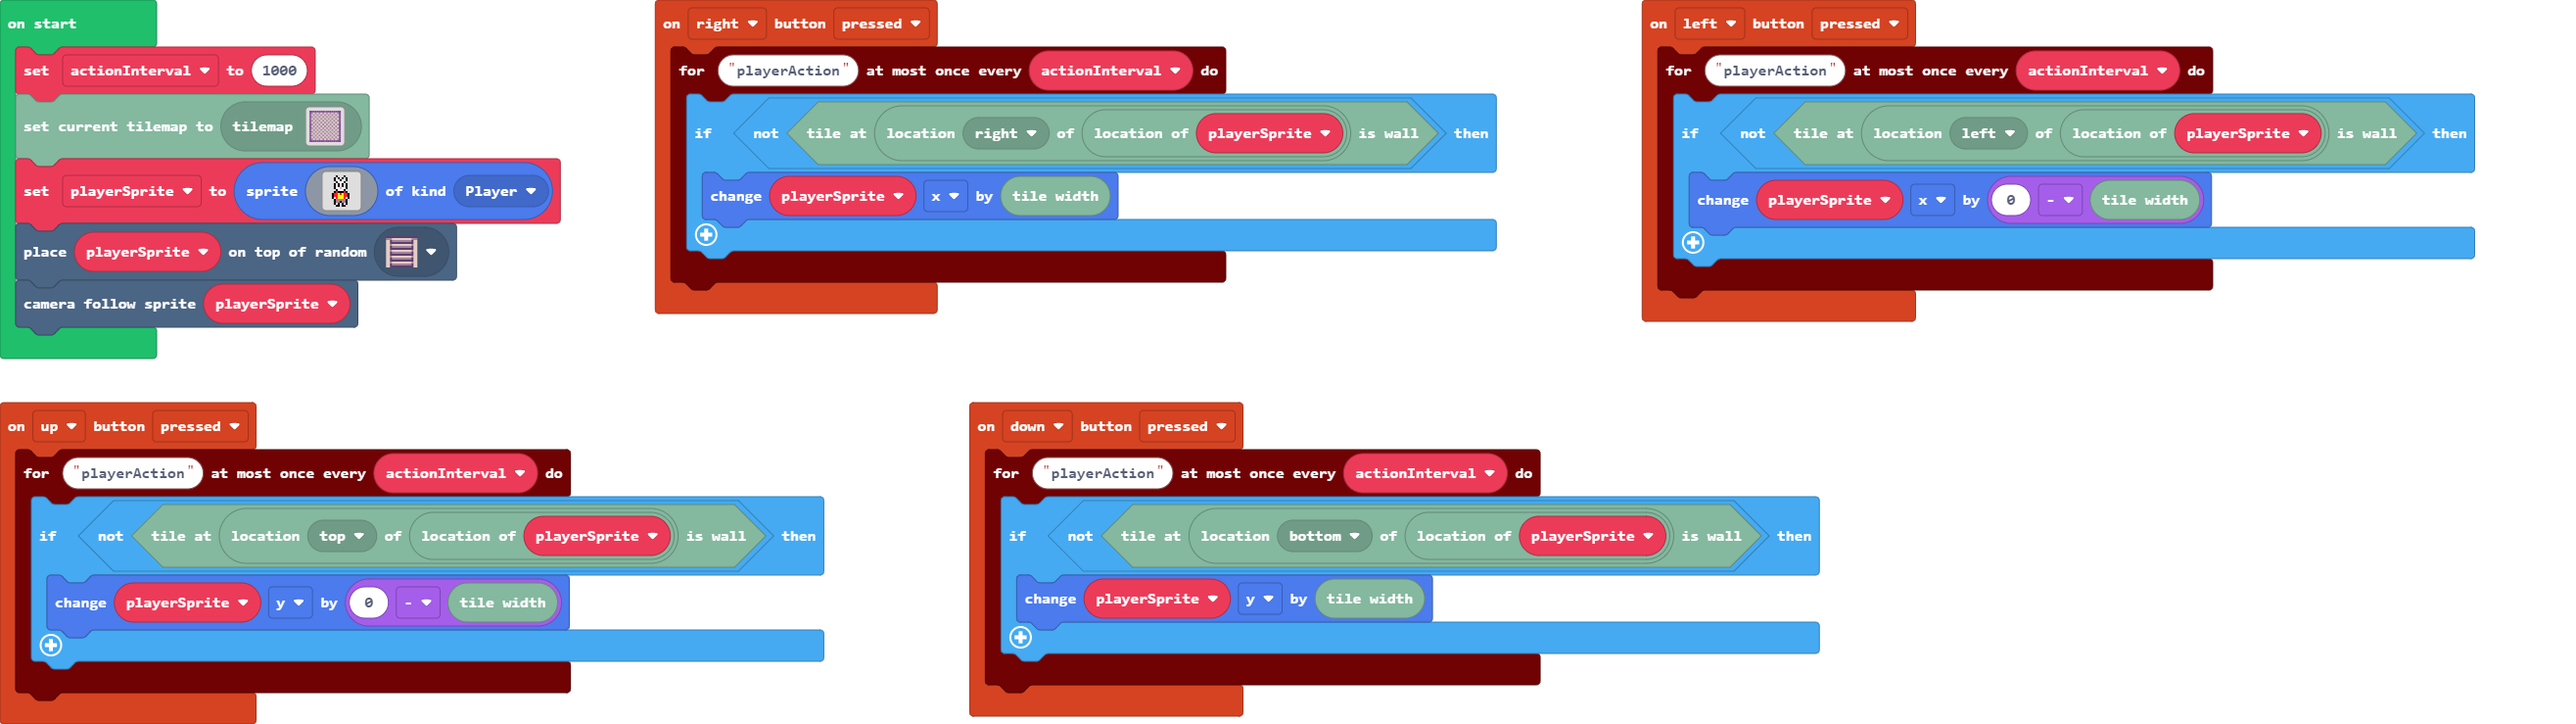 on start
set actionInterval to 1000
set current tilemap to tilemap
set playerSprite to sprite of kind Player
place playerSprite on top of random
camera follow sprite playerSprite
on right button pressed
for "playerAction" at most once every actionInterval do
if not tile at location right of location of playerSprite is wall then
change playerSprite x by tile width
on left button pressed
for "playerAction" at most once every actionInterval do
if not tile at location left of location of playerSprite is wall then
change playerSprite x by 0 - tile width
on up button pressed
for "playerAction" at most once every actionInterval do
if not tile at location top of location of playerSprite is wall then
change playerSprite y by 0 - tile width
on down button pressed
for "playerAction" at most once every actionInterval do
if not tile at location bottom of location of playerSprite is wall then
change playerSprite y by tile width